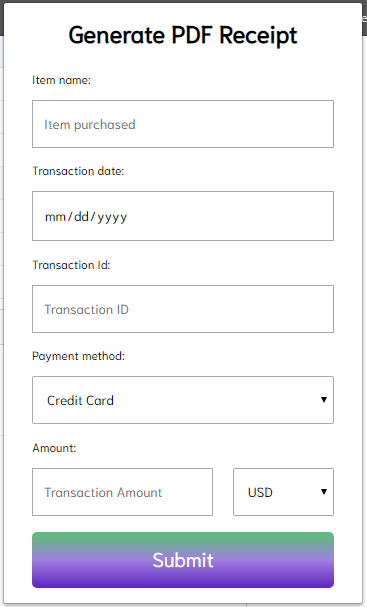 Generate PDF Receipt
Item name:
Item purchased
Transaction date:
mm/dd/yyyy
Transaction Id:
Transaction ID
Payment method:
Credit Card
Amount:
Transaction Amount
USD
Submit